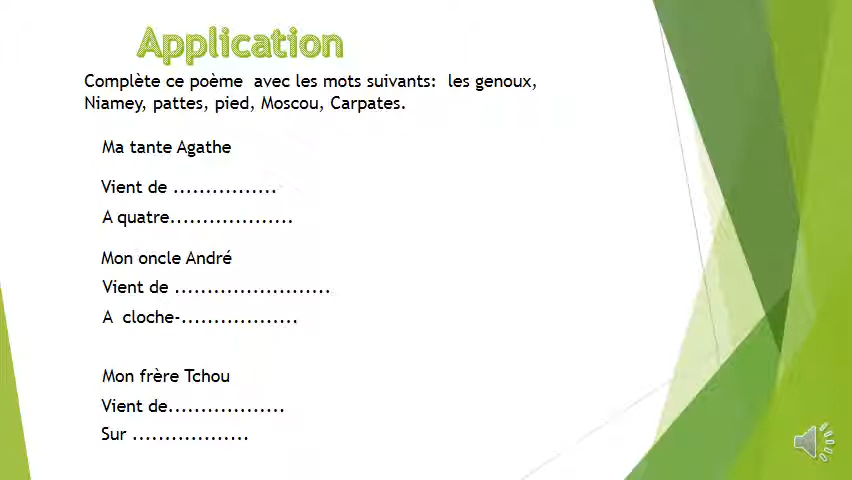 Application
Complète ce poème avec les mots suivants: les genoux,
Niamey, pattes, pied, Moscou, Carpates.
Ma tante Agathe
Vient de ................
A quatre...................
Mon oncle André
Vient de ........................
A cloche-..................
Mon frère Tchou
Vient de..................
Sur ..................